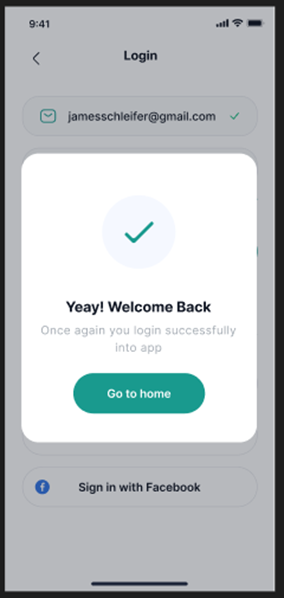 9:41
Login
jamesschleifer@gmail.com
Yeay! Welcome Back
Once again you login successfully
into app
Go to home
Sign in with Facebook